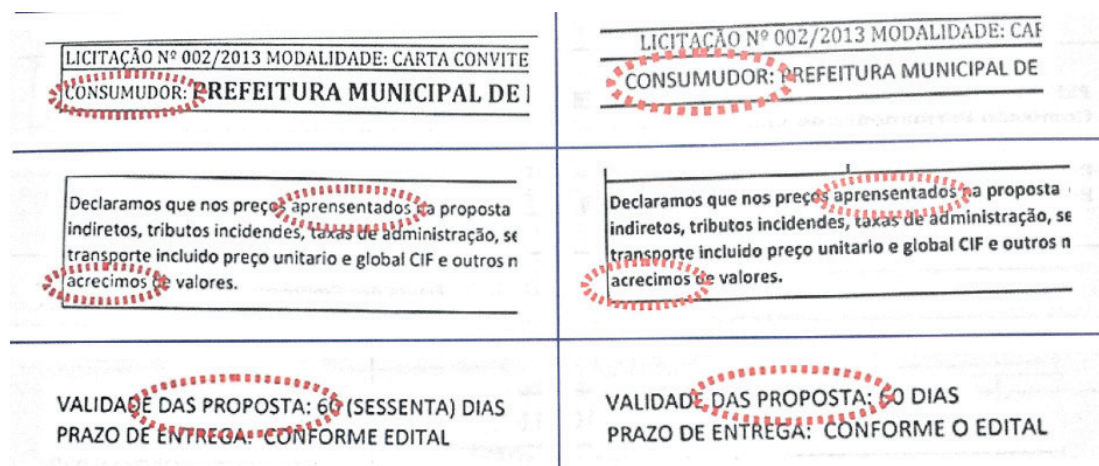 LICITAÇÃO Nº 002/2013 MODALIDADE: CARTA CONVITE
CONSUMUDOR: PREFEITURA MUNICIPAL DE
LICITAÇÃO Nº 002/2013 MODALIDADE: CAF
CONSUMUDOR: PREFEITURA MUNICIPAL DE
Declaramos que nos preços aprensentados na proposta
indiretos, tributos incidendes, taxas de administração, se
transporte incluido preço unitario e global CIF e outros n
acrecimos de valores.
Declaramos que nos preços aprensentados na proposta
indiretos, tributos incidendes, taxas de administração, se
transporte incluido preço unitario e global CIF e outros n
acrecimos de valores.
VALIDADE DAS PROPOSTA: 60 (SESSENTA) DIAS
PRAZO DE ENTREGA: CONFORME EDITAL
VALIDADE DAS PROPOSTA: 60 DIAS
PRAZO DE ENTREGA: CONFORME O EDITAL